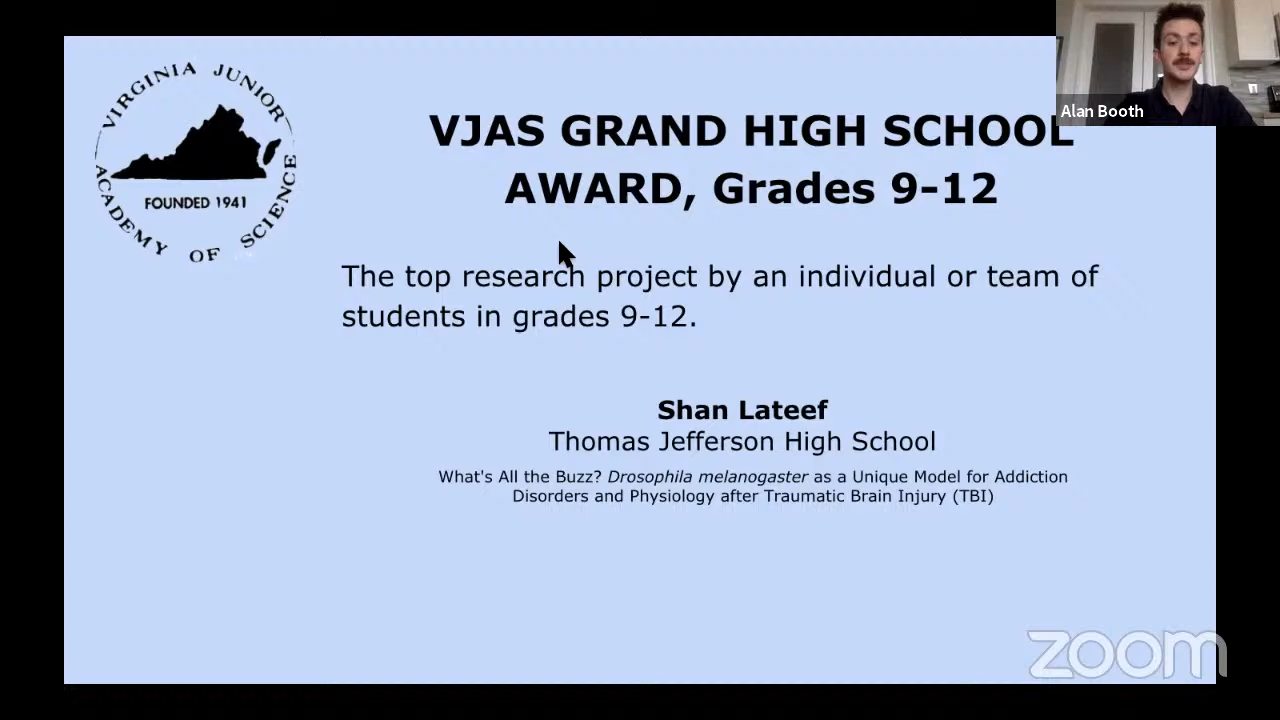 VIRGINIA JUNIOR
ACADEMY OF SCIENCE
FOUNDED 1941
Alan Booth
VJAS GRAND HIGH SCHOOL
AWARD, Grades 9-12
The top research project by an individual or team of
students in grades 9-12.
Shan Lateef
Thomas Jefferson High School
What's All the Buzz? Drosophila melanogaster as a Unique Model for Addiction
Disorders and Physiology after Traumatic Brain Injury (TBI)
zoom